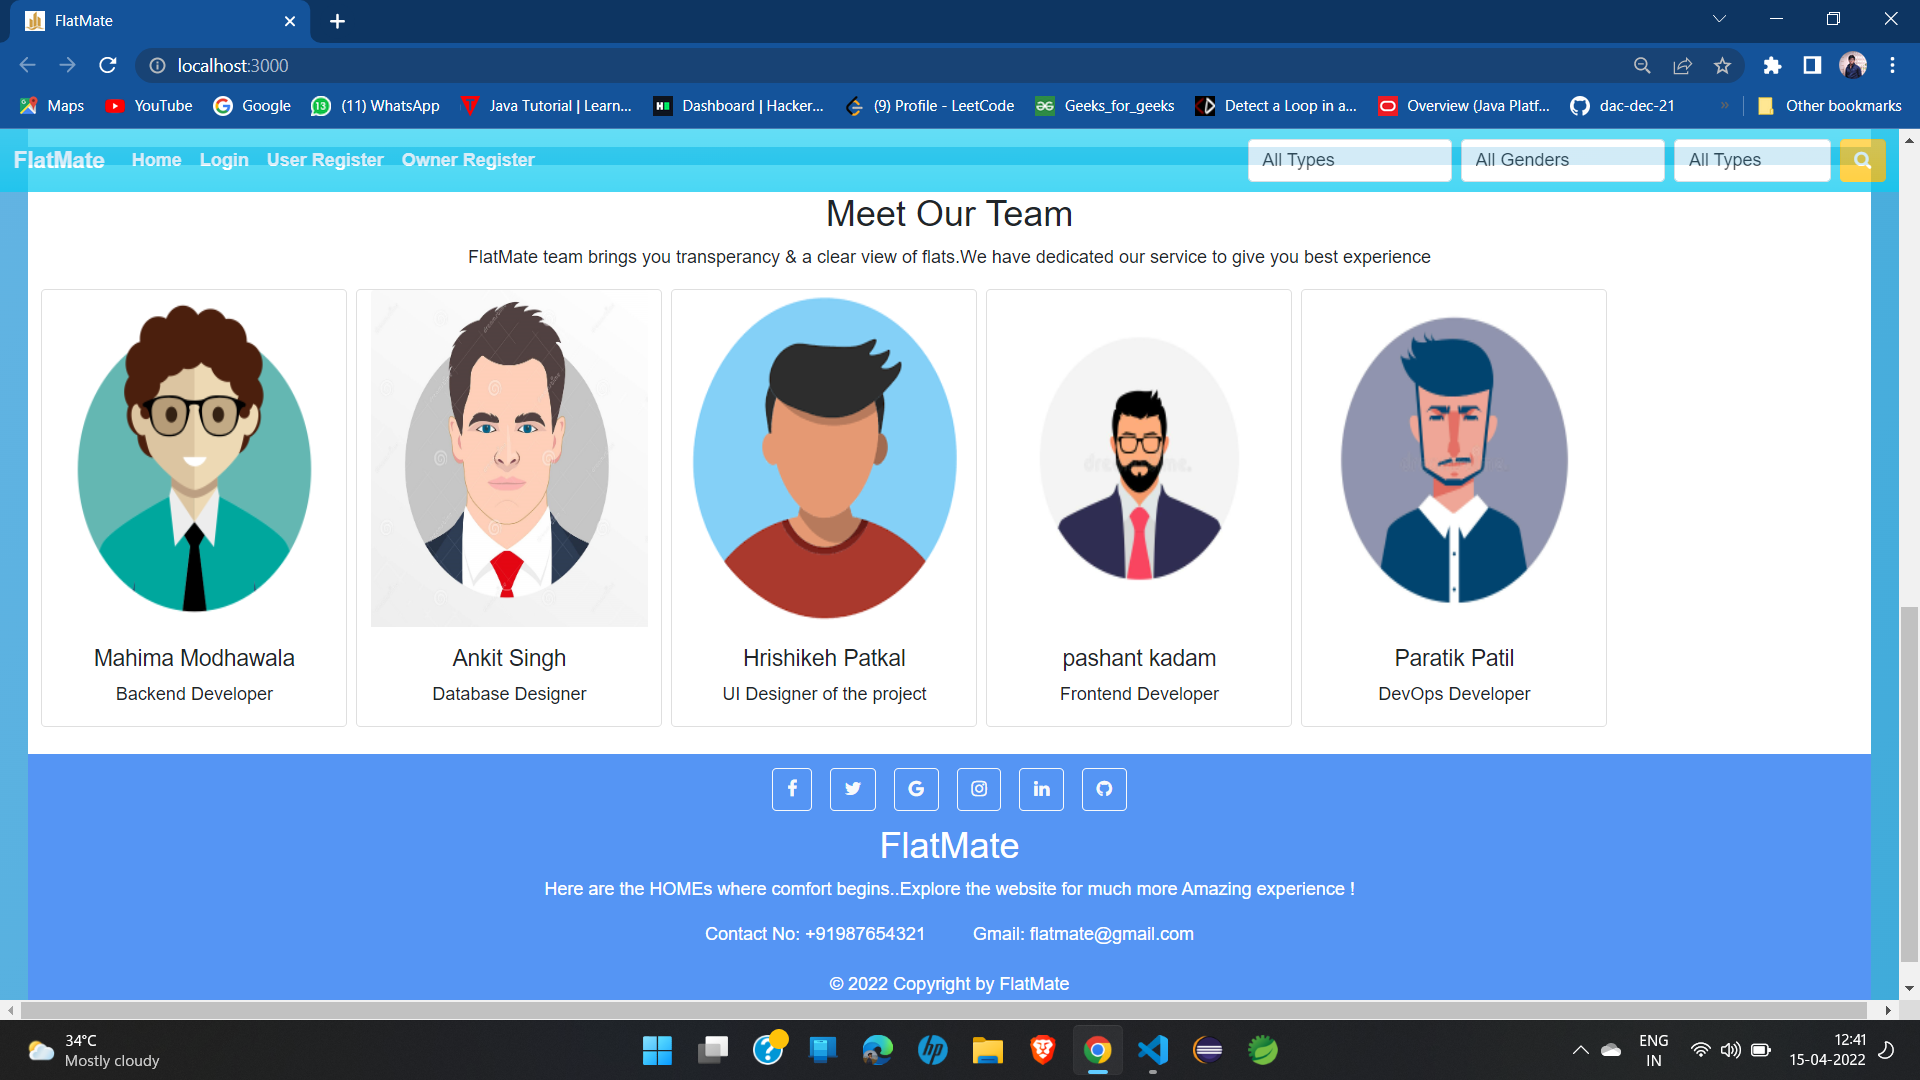 FlatMate
localhost:3000
Maps YouTube Google (11) WhatsApp Java Tutorial | Learn... Dashboard | Hacker... (9) Profile - LeetCode Geeks_for_geeks Detect a Loop in a... Overview (Java Platf... dac-dec-21 » Other bookmarks
FlatMate Home Login User Register Owner Register All Types All Genders All Types
Meet Our Team
FlatMate team brings you transperancy & a clear view of flats.We have dedicated our service to give you best experience
Mahima Modhawala
Backend Developer
Ankit Singh
Database Designer
Hrishikeh Patkal
UI Designer of the project
pashant kadam
Frontend Developer
Paratik Patil
DevOps Developer
FlatMate
Here are the HOMEs where comfort begins..Explore the website for much more Amazing experience !
Contact No: +91987654321 Gmail: flatmate@gmail.com
© 2022 Copyright by FlatMate
34°C
Mostly cloudy
ENG
IN
12:41
15-04-2022